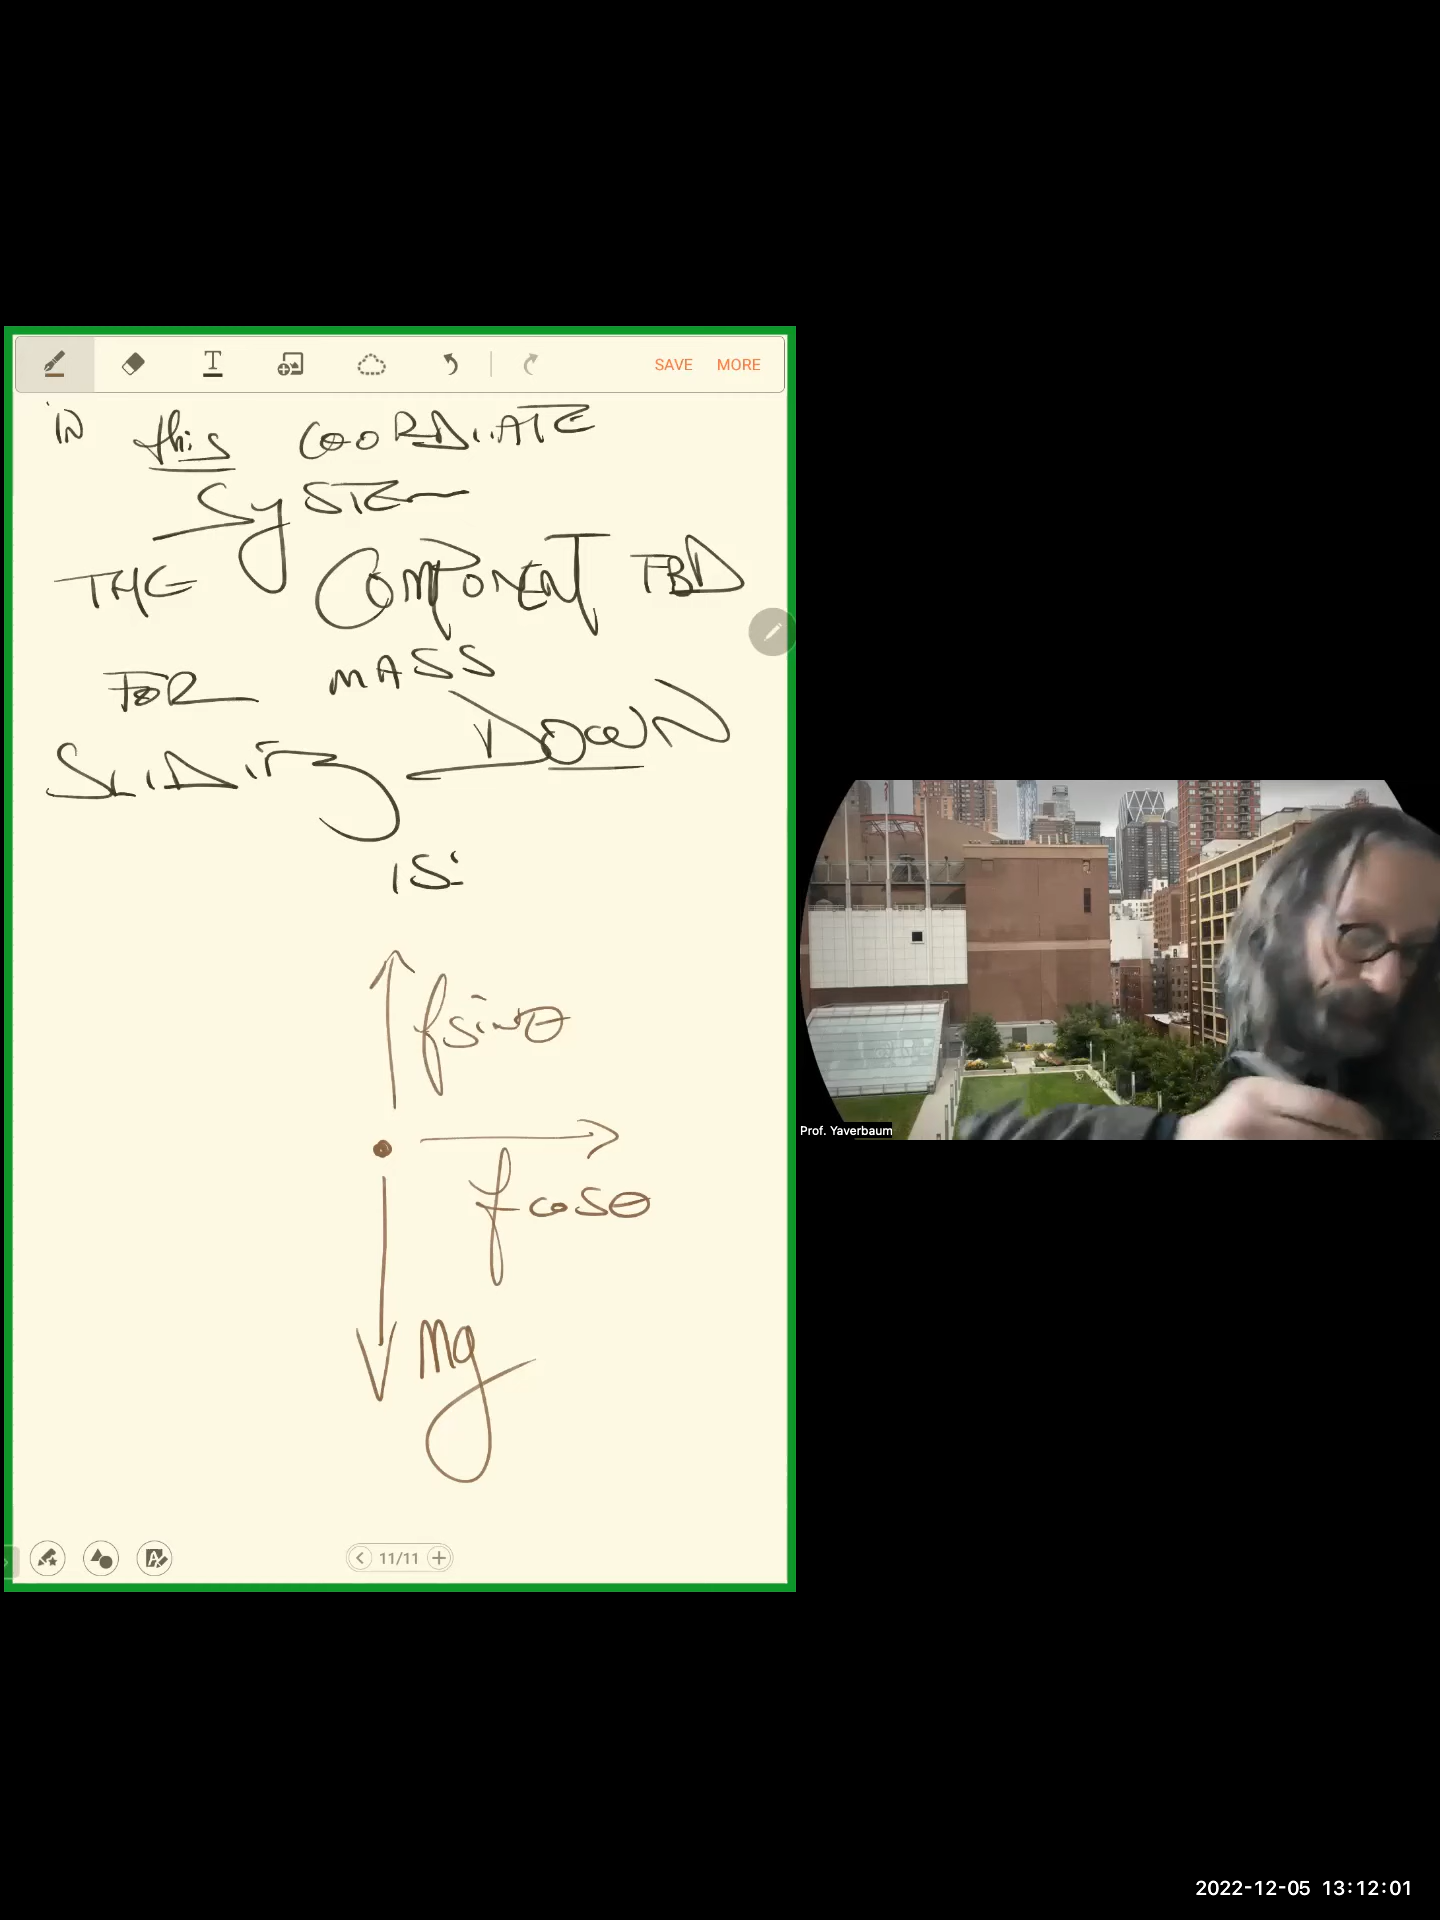 T
SAVE MORE
in this COORDiNATE
SYSTEM
THE COMPONENT FBD
FOR MASS
SLIDING DOWN
IS:
f sinθ
f cosθ
mg
Prof. Yaverbaum
A
11/11
2022-12-05 13:12:01